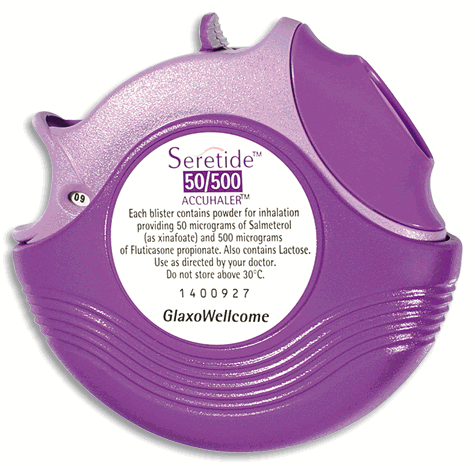 Seretide™
50/500
ACCUHALER™
Each blister contains powder for inhalation
providing 50 micrograms of Salmeterol
(as xinafoate) and 500 micrograms
of Fluticasone propionate. Also contains Lactose.
Use as directed by your doctor.
Do not store above 30°C.
1400927
GlaxoWellcome
60